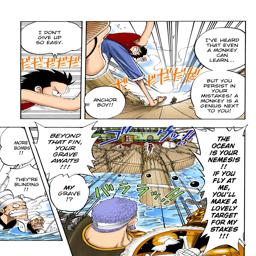 I'VE HEARD
THAT EVEN A
MONKEY CAN
LEARN...
BUT YOU
PERSIST IN YOUR
MISTAKES! A
MONKEY IS A
GENIUS NEXT
TO YOU!
ANCHOR
BOY!!
I DON'T
GIVE UP
SO EASY.
THE
OCEAN IS
YOUR
NEMESIS
!!
IF YOU
FLY AT
ME,
YOU'LL
MAKE A
LOVELY
TARGET
FOR MY
STAKES
!!!
BEYOND
THAT FIN,
YOUR
GRAVE
AWAITS
!!!
MY
GRAVE
!?
MORE
BOMBS
!!
THEY'RE
BLINDING
!!